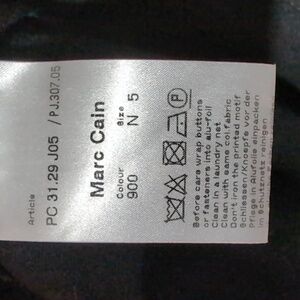 Article
PC 31.29 J05 / PJ.307.05
Marc Cain
Colour Size
900 N 5
P
Before care wrap buttons
or fasteners into alu-foil
Clean in a laundry net
Clean with same col fabric
Don't iron the printed motif
Schliessen/Knoepfe vor der
Pflege in Alufolie einpacken
im Schutznetz reinigen